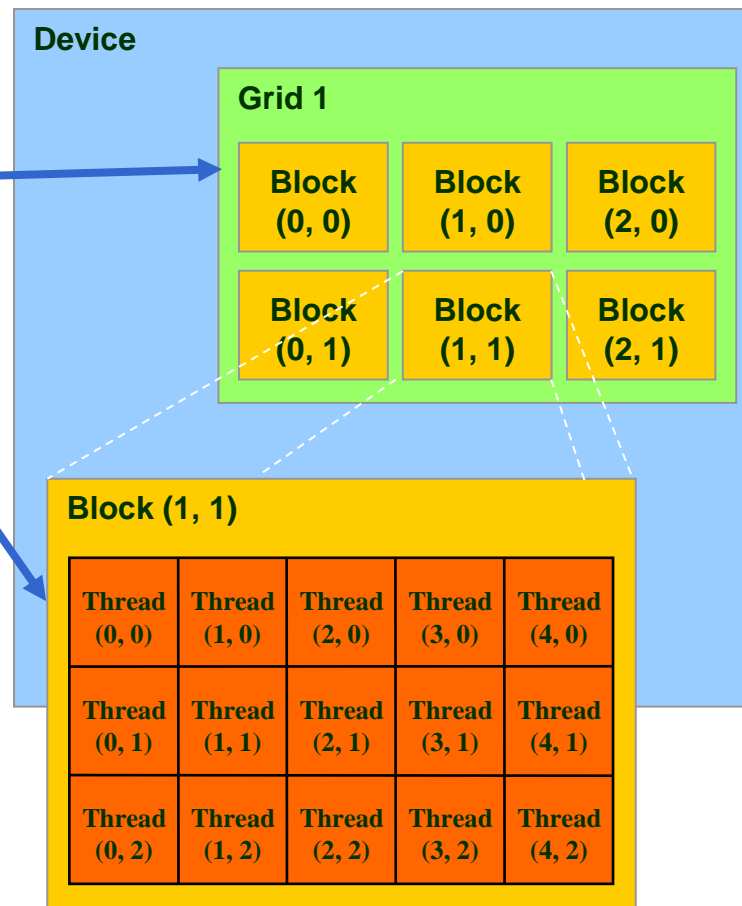 Device
Grid 1
Block
(0, 0)
Block
(1, 0)
Block
(2, 0)
Block
(0, 1)
Block
(1, 1)
Block
(2, 1)
Block (1, 1)
Thread
(0, 0)
Thread
(1, 0)
Thread
(2, 0)
Thread
(3, 0)
Thread
(4, 0)
Thread
(0, 1)
Thread
(1, 1)
Thread
(2, 1)
Thread
(3, 1)
Thread
(4, 1)
Thread
(0, 2)
Thread
(1, 2)
Thread
(2, 2)
Thread
(3, 2)
Thread
(4, 2)